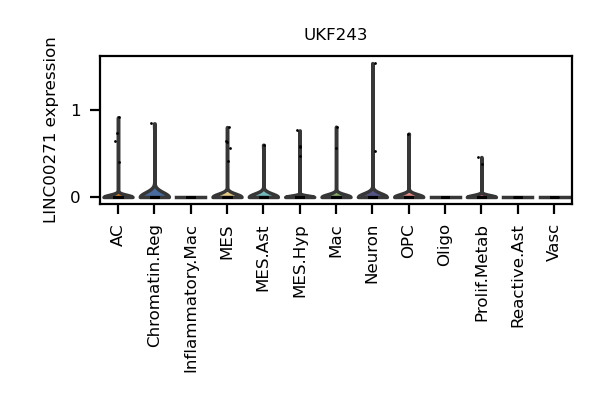 UKF243
LINC00271 expression
1
0
AC
Chromatin.Reg
Inflammatory.Mac
MES
MES.Ast
MES.Hyp
Mac
Neuron
OPC
Oligo
Prolif.Metab
Reactive.Ast
Vasc